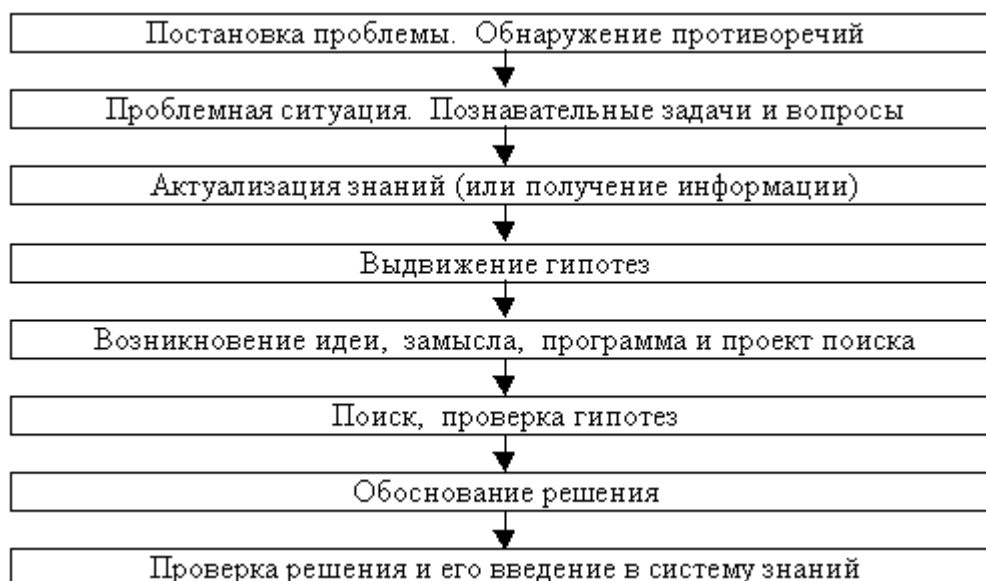 Постановка проблемы. Обнаружение противоречий
Проблемная ситуация. Познавательные задачи и вопросы
Актуализация знаний (или получение информации)
Выдвижение гипотез
Возникновение идеи, замысла, программа и проект поиска
Поиск, проверка гипотез
Обоснование решения
Проверка решения и его введение в систему знаний